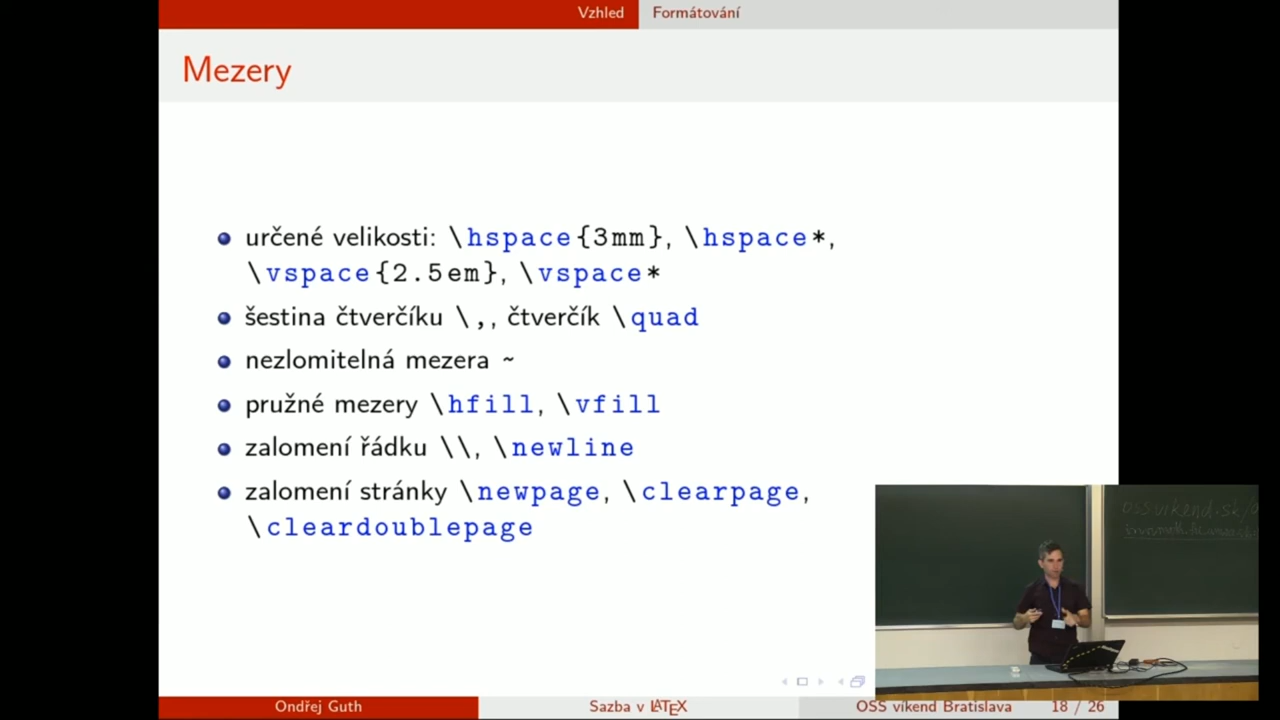 Vzhled Formátování
Mezery
určené velikosti: \hspace{3mm}, \hspace*,
\vspace{2.5em}, \vspace*
šestina čtverčíku \,, čtverčík \quad
nezlomitelná mezera ~
pružné mezery \hfill, \vfill
zalomení řádku \\, \newline
zalomení stránky \newpage, \clearpage,
\cleardoublepage
ossvikend.sk/
Ondřej Guth Sazba v LATEX OSS víkend Bratislava 18 / 26